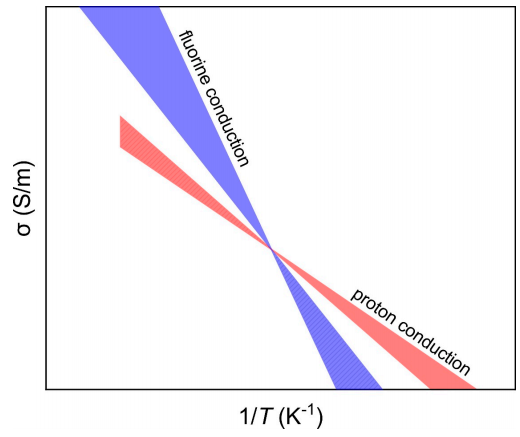 fluorine conduction
σ (S/m)
proton conduction
1/T (K⁻¹)